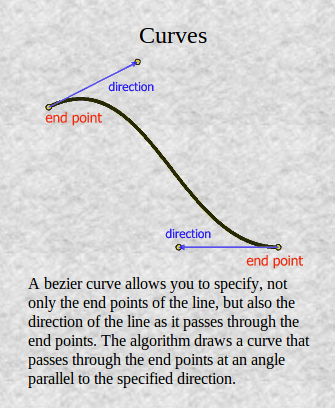 Curves
direction
end point
direction
end point
A bezier curve allows you to specify, not
only the end points of the line, but also the
direction of the line as it passes through the
end points. The algorithm draws a curve that
passes through the end points at an angle
parallel to the specified direction.